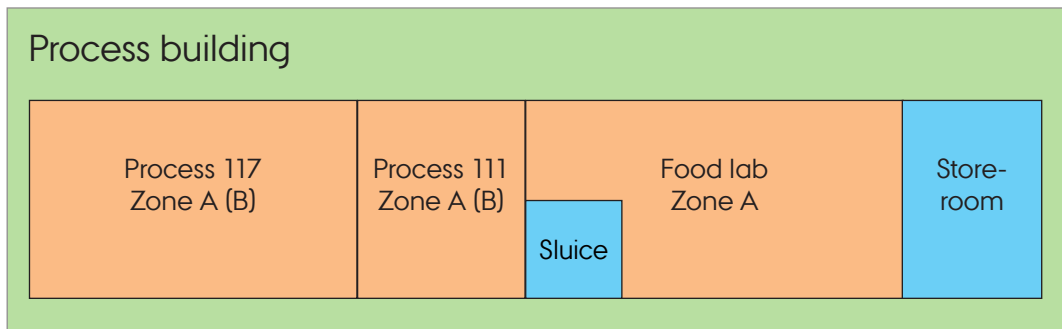 Process building
Process 117
Zone A (B)
Process 111
Zone A (B)
Food lab
Zone A
Store-
room
Sluice